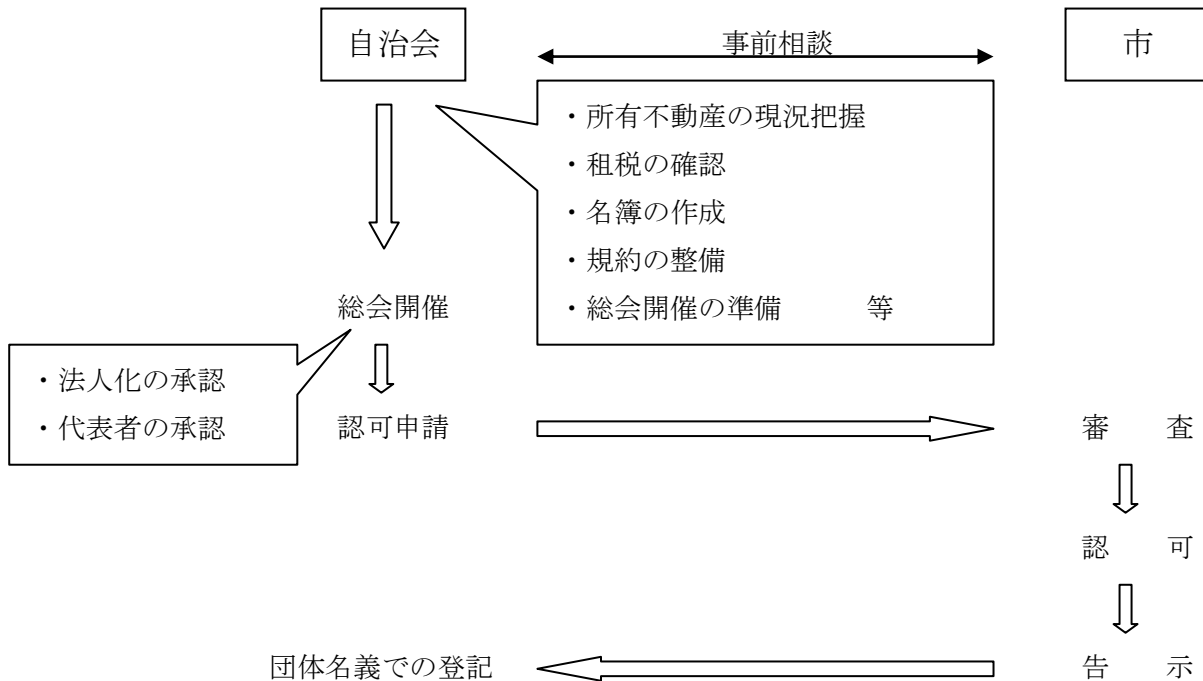 自治会
事前相談
市
・所有不動産の現況把握
・租税の確認
・名簿の作成
・規約の整備
・総会開催の準備　　　等
総会開催
・法人化の承認
・代表者の承認
認可申請
審　　査
認　　可
団体名義での登記
告　　示